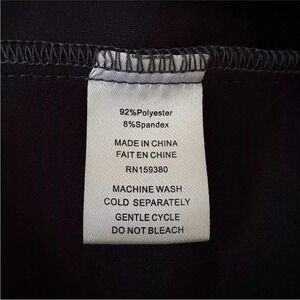 92%Polyester
8%Spandex
MADE IN CHINA
FAIT EN CHINE
RN159380
MACHINE WASH
COLD SEPARATELY
GENTLE CYCLE
DO NOT BLEACH